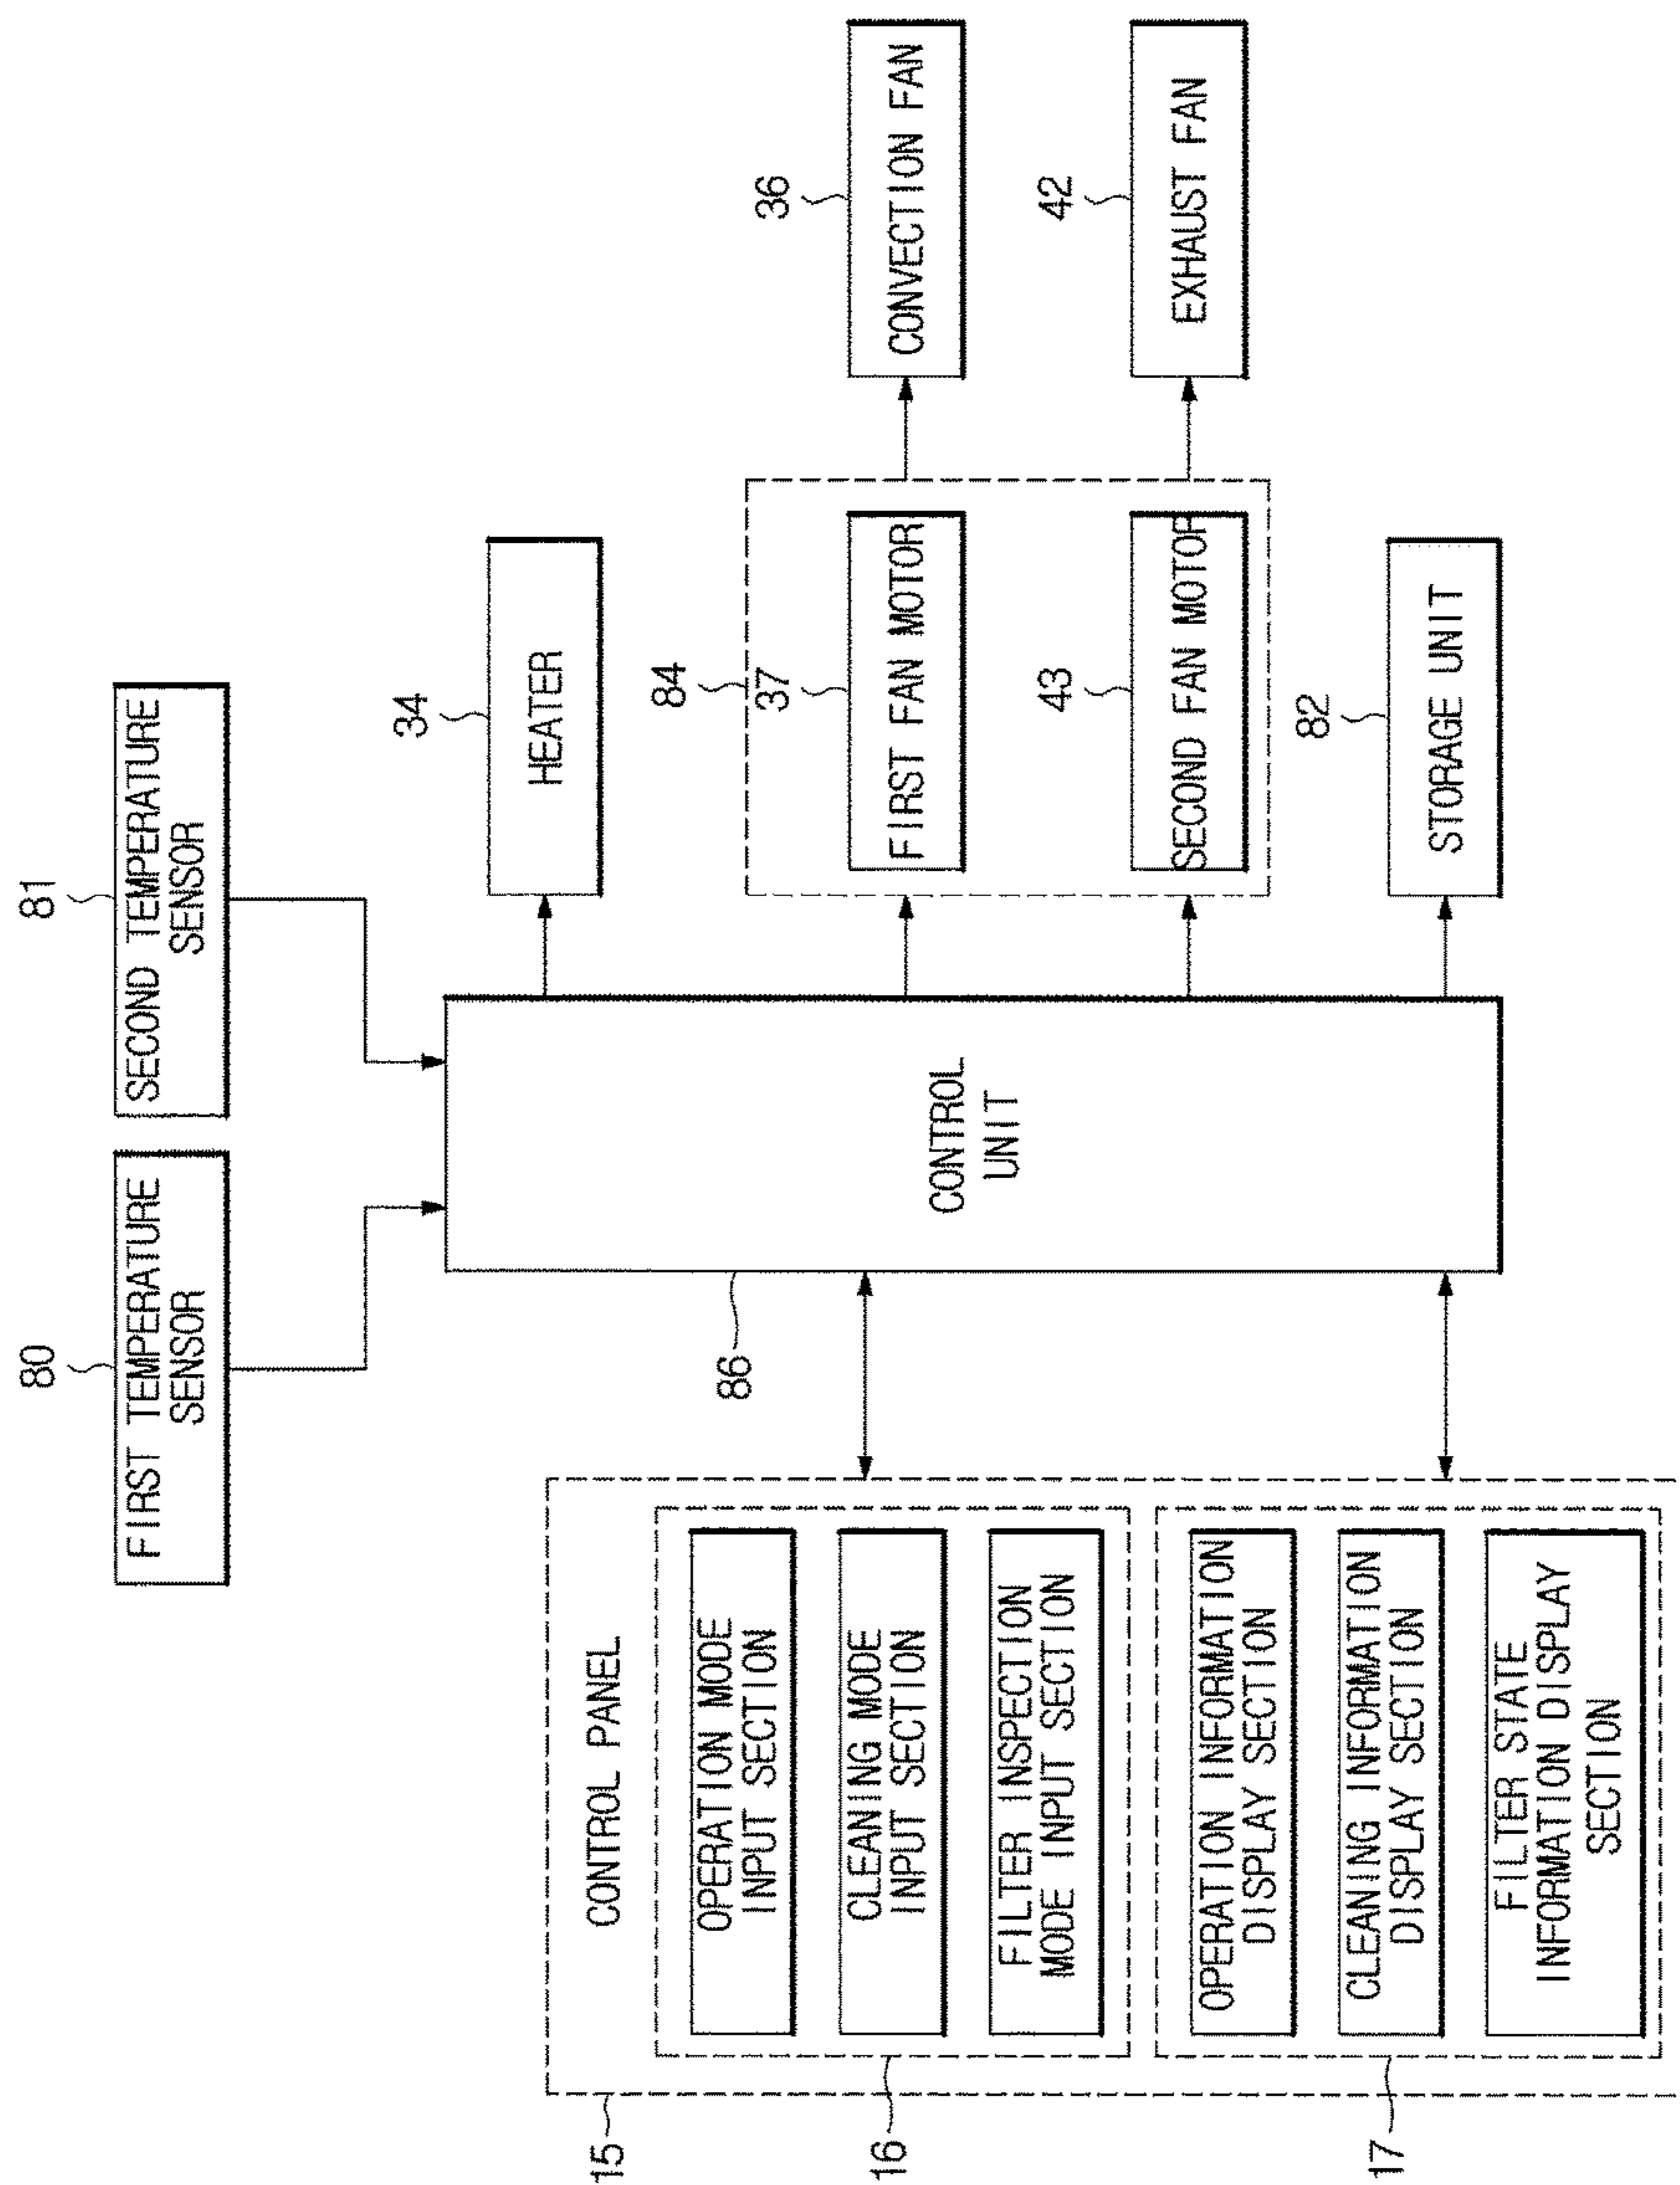 80
FIRST TEMPERATURE
SENSOR
81
SECOND TEMPERATURE
SENSOR
15
CONTROL PANEL
16
OPERATION MODE
INPUT SECTION
CLEANING MODE
INPUT SECTION
FILTER INSPECTION
MODE INPUT SECTION
17
OPERATION INFORMATION
DISPLAY SECTION
CLEANING INFORMATION
DISPLAY SECTION
FILTER STATE
INFORMATION DISPLAY
SECTION
86
CONTROL
UNIT
34
HEATER
84
37
FIRST FAN MOTOR
43
SECOND FAN MOTOR
82
STORAGE UNIT
36
CONVECTION FAN
42
EXHAUST FAN